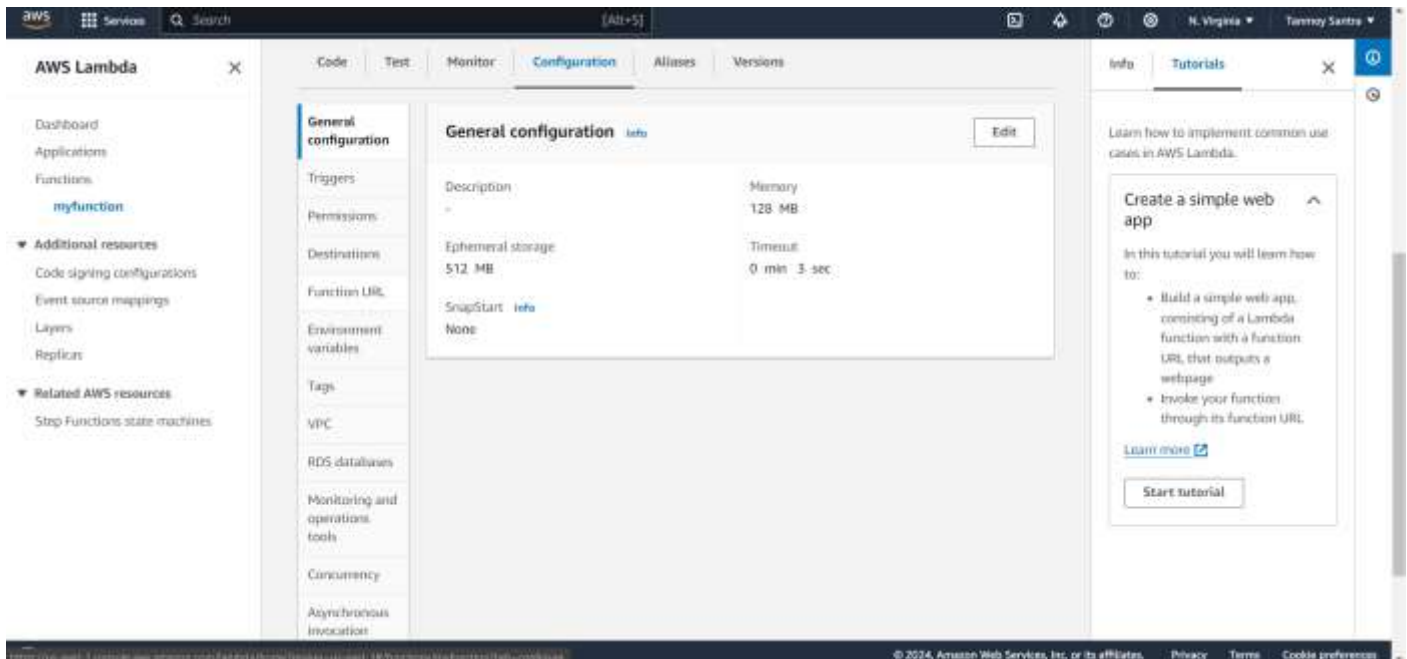 aws
Services
Search
[Alt+S]
N. Virginia
Tanmoy Santra
AWS Lambda
Dashboard
Applications
Functions
myfunction
Additional resources
Code signing configurations
Event source mappings
Layers
Replicas
Related AWS resources
Step Functions state machines
Code
Test
Monitor
Configuration
Aliases
Versions
General
configuration
Triggers
Permissions
Destinations
Function URL
Environment
variables
Tags
VPC
RDS databases
Monitoring and
operations
tools
Concurrency
Asynchronous
invocation
General configuration Info
Edit
Description
-
Memory
128 MB
Ephemeral storage
512 MB
Timeout
0 min 3 sec
SnapStart Info
None
Info
Tutorials
Learn how to implement common use
cases in AWS Lambda.
Create a simple web
app
In this tutorial you will learn how
to:
• Build a simple web app,
consisting of a Lambda
function with a function
URL that outputs a
webpage
• Invoke your function
through its function URL
Learn more
Start tutorial
© 2024, Amazon Web Services, Inc. or its affiliates.
Privacy
Terms
Cookie preferences